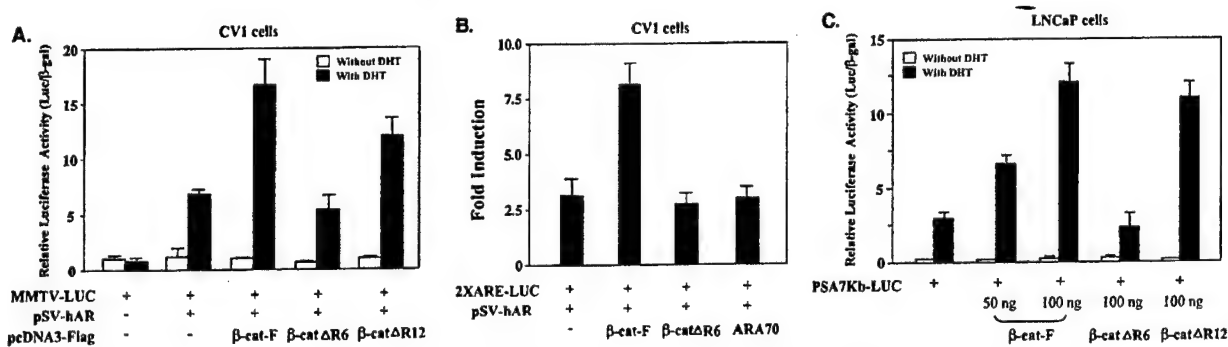 A.
CV1 cells
Relative Luciferase Activity (Luc/β-gal)
20
15
10
5
0
Without DHT
With DHT
MMTV-LUC + + + + +
pSV-hAR - + + + +
pcDNA3-Flag - - β-cat-F β-catΔR6 β-catΔR12
B.
CV1 cells
Fold Induction
10.0
7.5
5.0
2.5
0
2XARE-LUC + + + +
pSV-hAR + + + +
- β-cat-F β-catΔR6 ARA70
C.
LNCaP cells
Relative Luciferase Activity (Luc/β-gal)
15
10
5
0
Without DHT
With DHT
PSA7Kb-LUC + + + + +
50 ng 100 ng 100 ng 100 ng
β-cat-F β-catΔR6 β-catΔR12